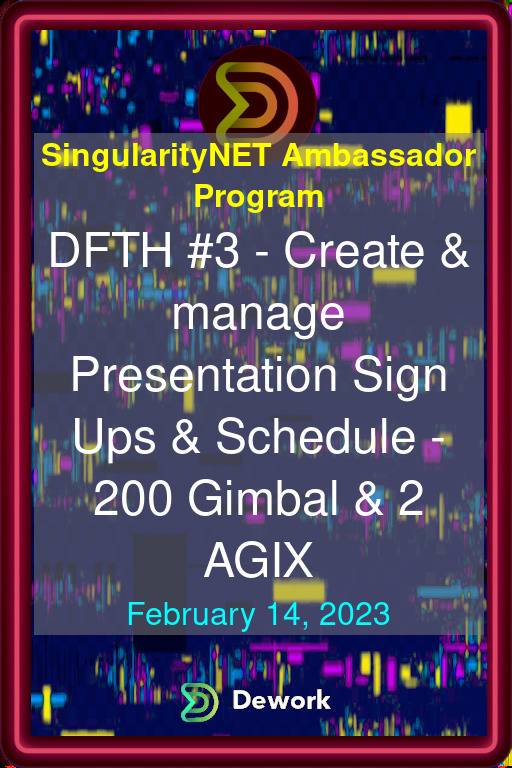 SingularityNET Ambassador
Program
DFTH #3 - Create &
manage
Presentation Sign
Ups & Schedule -
200 Gimbal & 2
AGIX
February 14, 2023
Dework